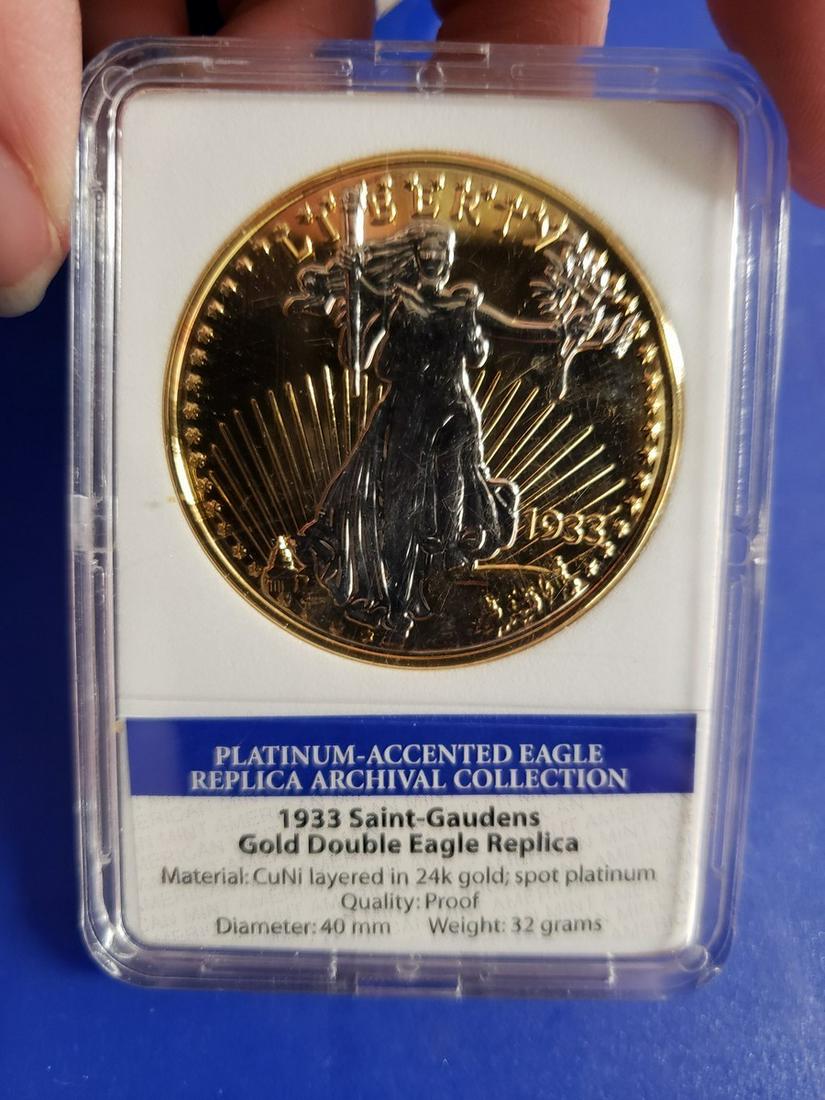 LIBERTY
1933
PLATINUM-ACCENTED EAGLE
REPLICA ARCHIVAL COLLECTION
1933 Saint-Gaudens
Gold Double Eagle Replica
Material: CuNi layered in 24k gold; spot platinum
Quality: Proof
Diameter: 40 mm Weight: 32 grams